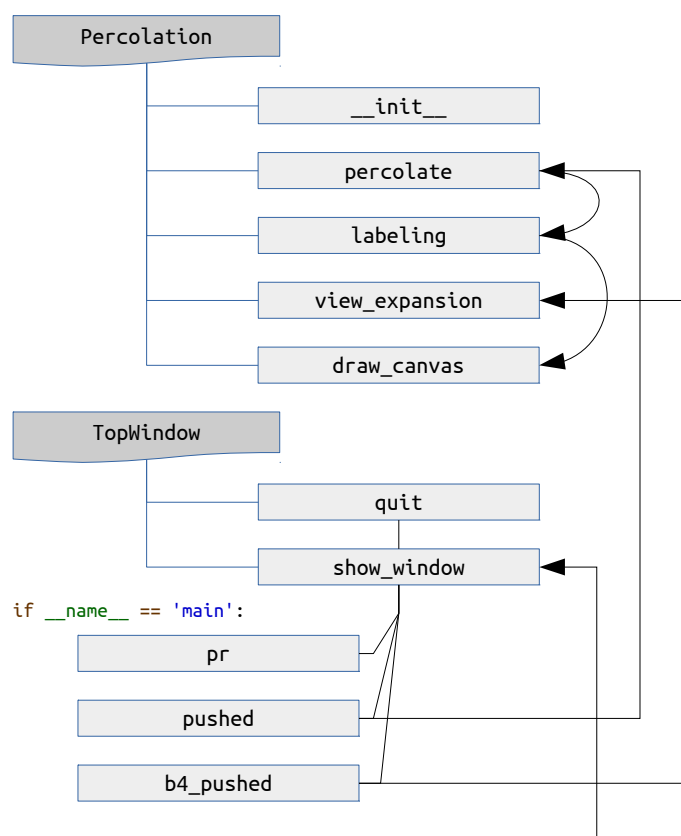 Percolation
__init__
percolate
labeling
view_expansion
draw_canvas
TopWindow
quit
show_window
if __name__ == 'main':
pr
pushed
b4_pushed